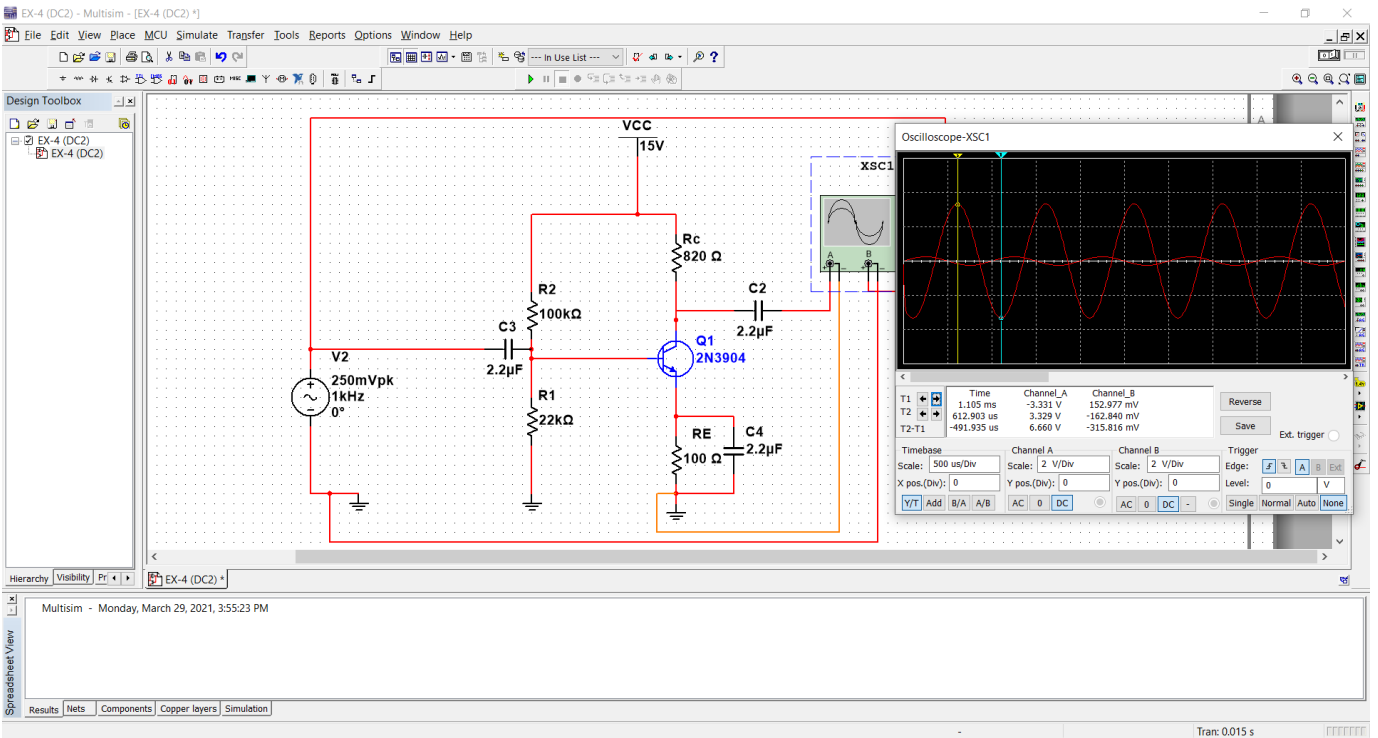 EX-4 (DC2) - Multisim - [EX-4 (DC2) *]
File Edit View Place MCU Simulate Transfer Tools Reports Options Window Help
--- In Use List ---
Design Toolbox
EX-4 (DC2)
EX-4 (DC2)
Hierarchy Visibility Pr
A
VCC
15V
XSC1
A B
Rc
820 Ω
R2
100kΩ
C2
2.2µF
C3
2.2µF
Q1
2N3904
V2
250mVpk
1kHz
0°
R1
22kΩ
RE
100 Ω
C4
2.2µF
Oscilloscope-XSC1
Time Channel_A Channel_B
T1 1.105 ms -3.331 V 152.977 mV
T2 612.903 us 3.329 V -162.840 mV
T2-T1 -491.935 us 6.660 V -315.816 mV
Reverse
Save
Ext. trigger
Timebase
Scale: 500 us/Div
X pos.(Div): 0
Y/T Add B/A A/B
Channel A
Scale: 2 V/Div
Y pos.(Div): 0
AC 0 DC
Channel B
Scale: 2 V/Div
Y pos.(Div): 0
AC 0 DC -
Trigger
Edge: A B Ext
Level: 0 V
Single Normal Auto None
EX-4 (DC2) *
Spreadsheet View
Multisim - Monday, March 29, 2021, 3:55:23 PM
Results Nets Components Copper layers Simulation
- Tran: 0.015 s